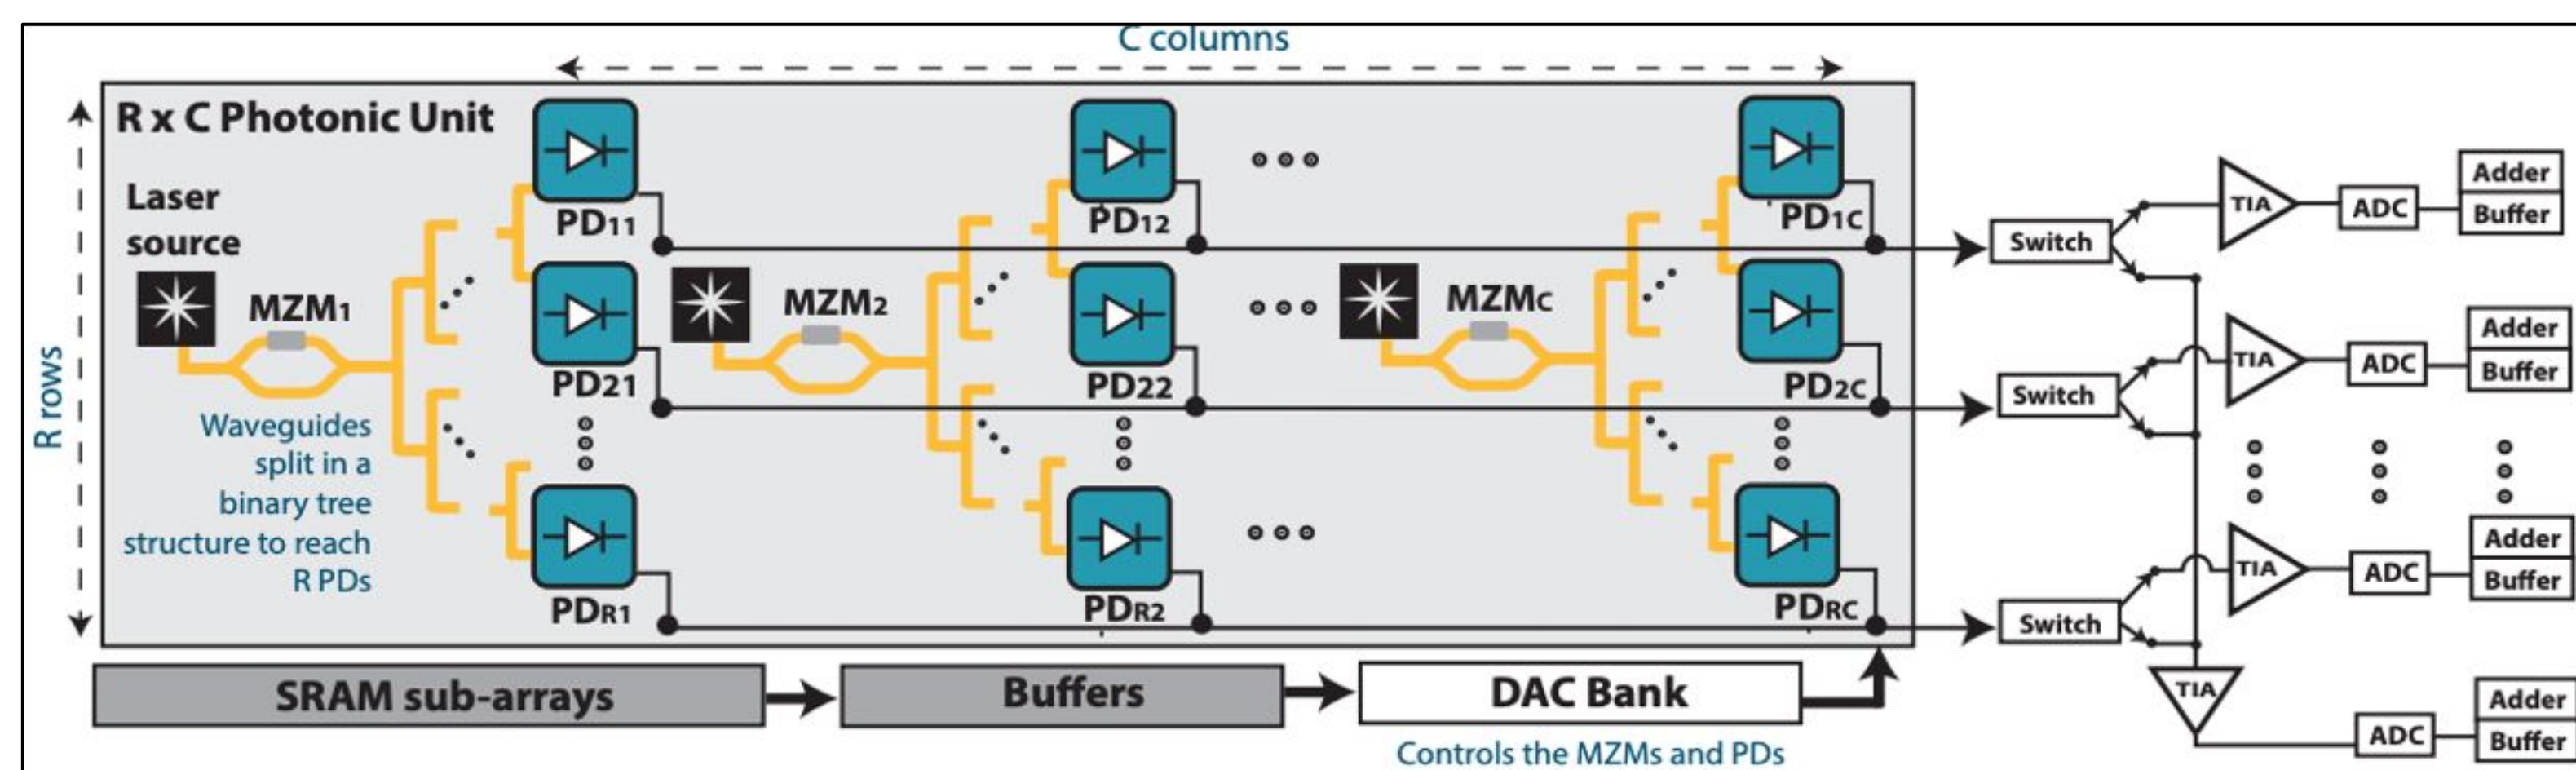 C columns
R x C Photonic Unit
R rows
Laser
source
MZM1
MZM2
MZMC
PD11
PD12
PD1C
PD21
PD22
PD2C
Waveguides
split in a
binary tree
structure to reach
R PDs
PDR1
PDR2
PDRC
Switch
TIA
ADC
Adder
Buffer
Switch
TIA
ADC
Adder
Buffer
Switch
TIA
ADC
Adder
Buffer
TIA
ADC
Adder
Buffer
SRAM sub-arrays
Buffers
DAC Bank
Controls the MZMs and PDs